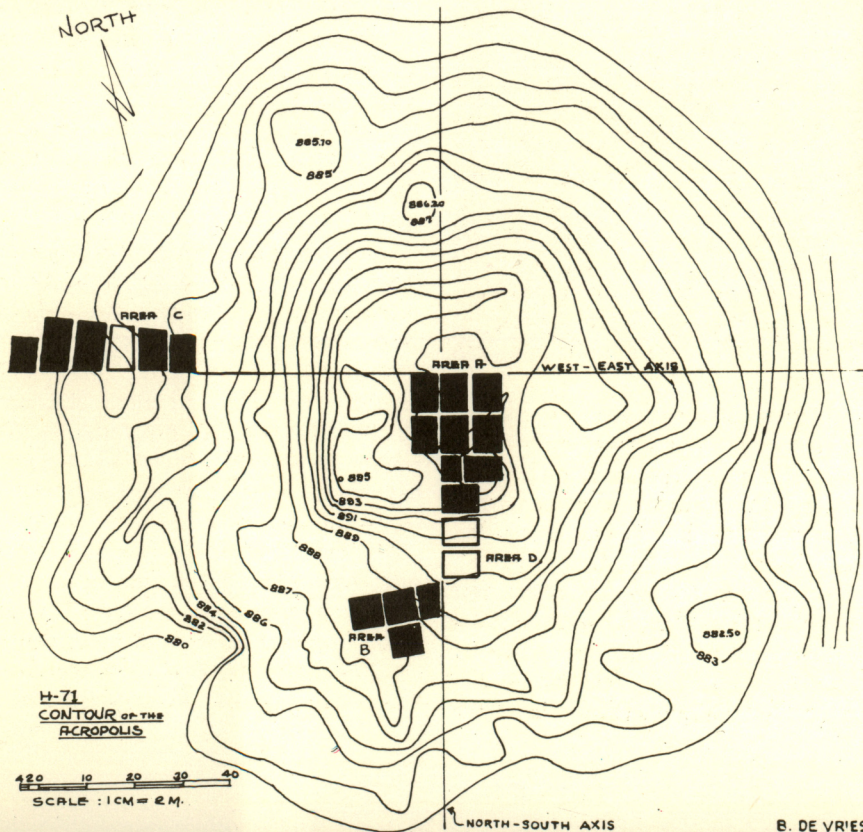 NORTH
885.10
885
886.20
887
AREA C
AREA A
WEST-EAST AXIS
885
883
891
889
888
AREA D.
887
886
884
882
880
AREA
B
882.50
883
H-71
CONTOUR OF THE
ACROPOLIS
4 2 0 10 20 30 40
SCALE : 1CM = 2M.
NORTH-SOUTH AXIS
B. DE VRIES